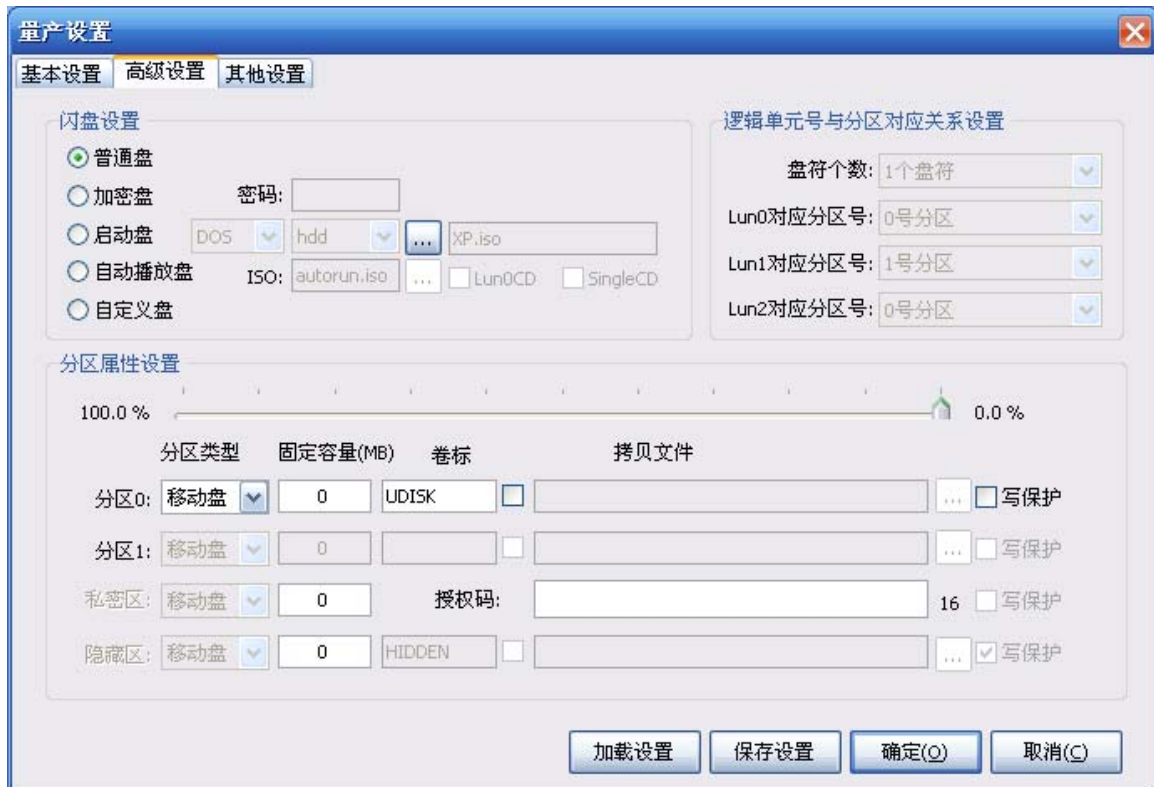 量产设置
基本设置 高级设置 其他设置
闪盘设置
普通盘
加密盘 密码:
启动盘 DOS hdd ... XP.iso
自动播放盘 ISO: autorun.iso ... Lun0CD SingleCD
自定义盘
逻辑单元号与分区对应关系设置
盘符个数: 1个盘符
Lun0对应分区号: 0号分区
Lun1对应分区号: 1号分区
Lun2对应分区号: 0号分区
分区属性设置
100.0 % 0.0 %
分区类型 固定容量(MB) 卷标 拷贝文件
分区0: 移动盘 0 UDISK ... 写保护
分区1: 移动盘 0 ... 写保护
私密区: 移动盘 0 授权码: 16 写保护
隐藏区: 移动盘 0 HIDDEN ... 写保护
加载设置 保存设置 确定(O) 取消(C)